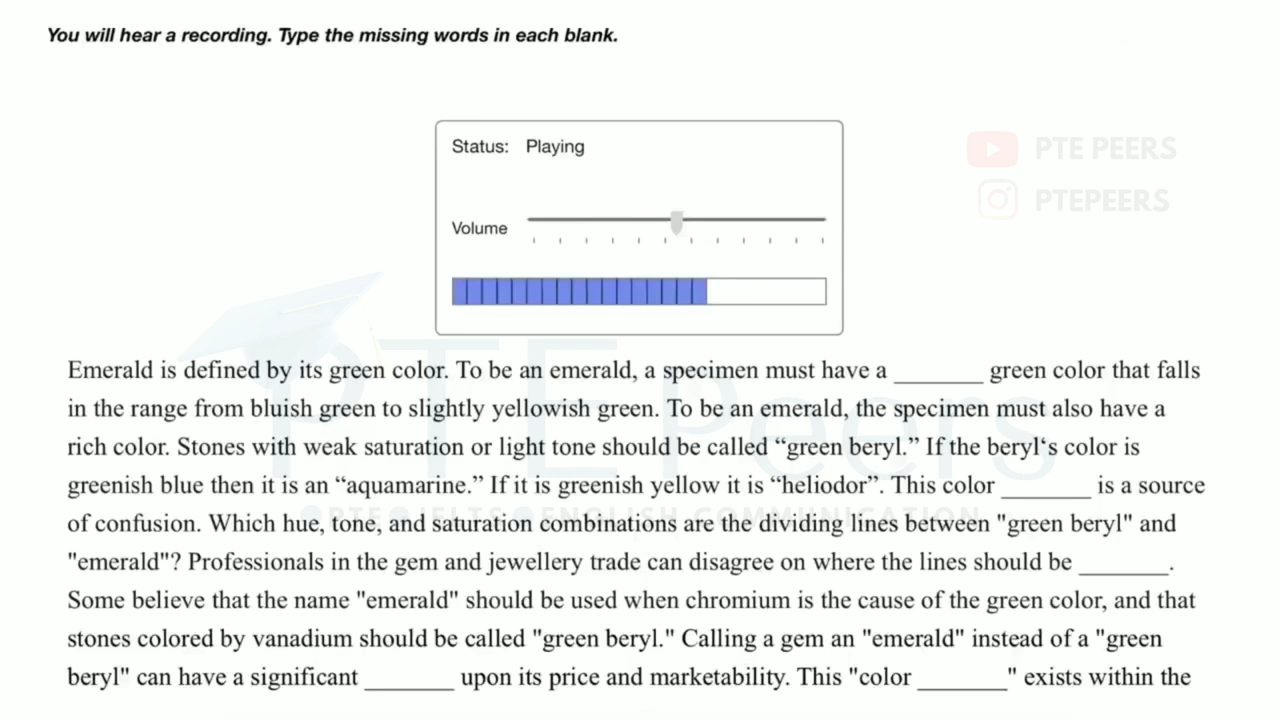 You will hear a recording. Type the missing words in each blank.
Status: Playing
PTE PEERS
PTEPEERS
Volume
Emerald is defined by its green color. To be an emerald, a specimen must have a _______ green color that falls
in the range from bluish green to slightly yellowish green. To be an emerald, the specimen must also have a
rich color. Stones with weak saturation or light tone should be called “green beryl.” If the beryl‘s color is
greenish blue then it is an “aquamarine.” If it is greenish yellow it is “heliodor”. This color _______ is a source
of confusion. Which hue, tone, and saturation combinations are the dividing lines between "green beryl" and
"emerald"? Professionals in the gem and jewellery trade can disagree on where the lines should be _______.
Some believe that the name "emerald" should be used when chromium is the cause of the green color, and that
stones colored by vanadium should be called "green beryl." Calling a gem an "emerald" instead of a "green
beryl" can have a significant _______ upon its price and marketability. This "color _______" exists within the
PTE Peers
PTE IELTS ENGLISH COMMUNICATION